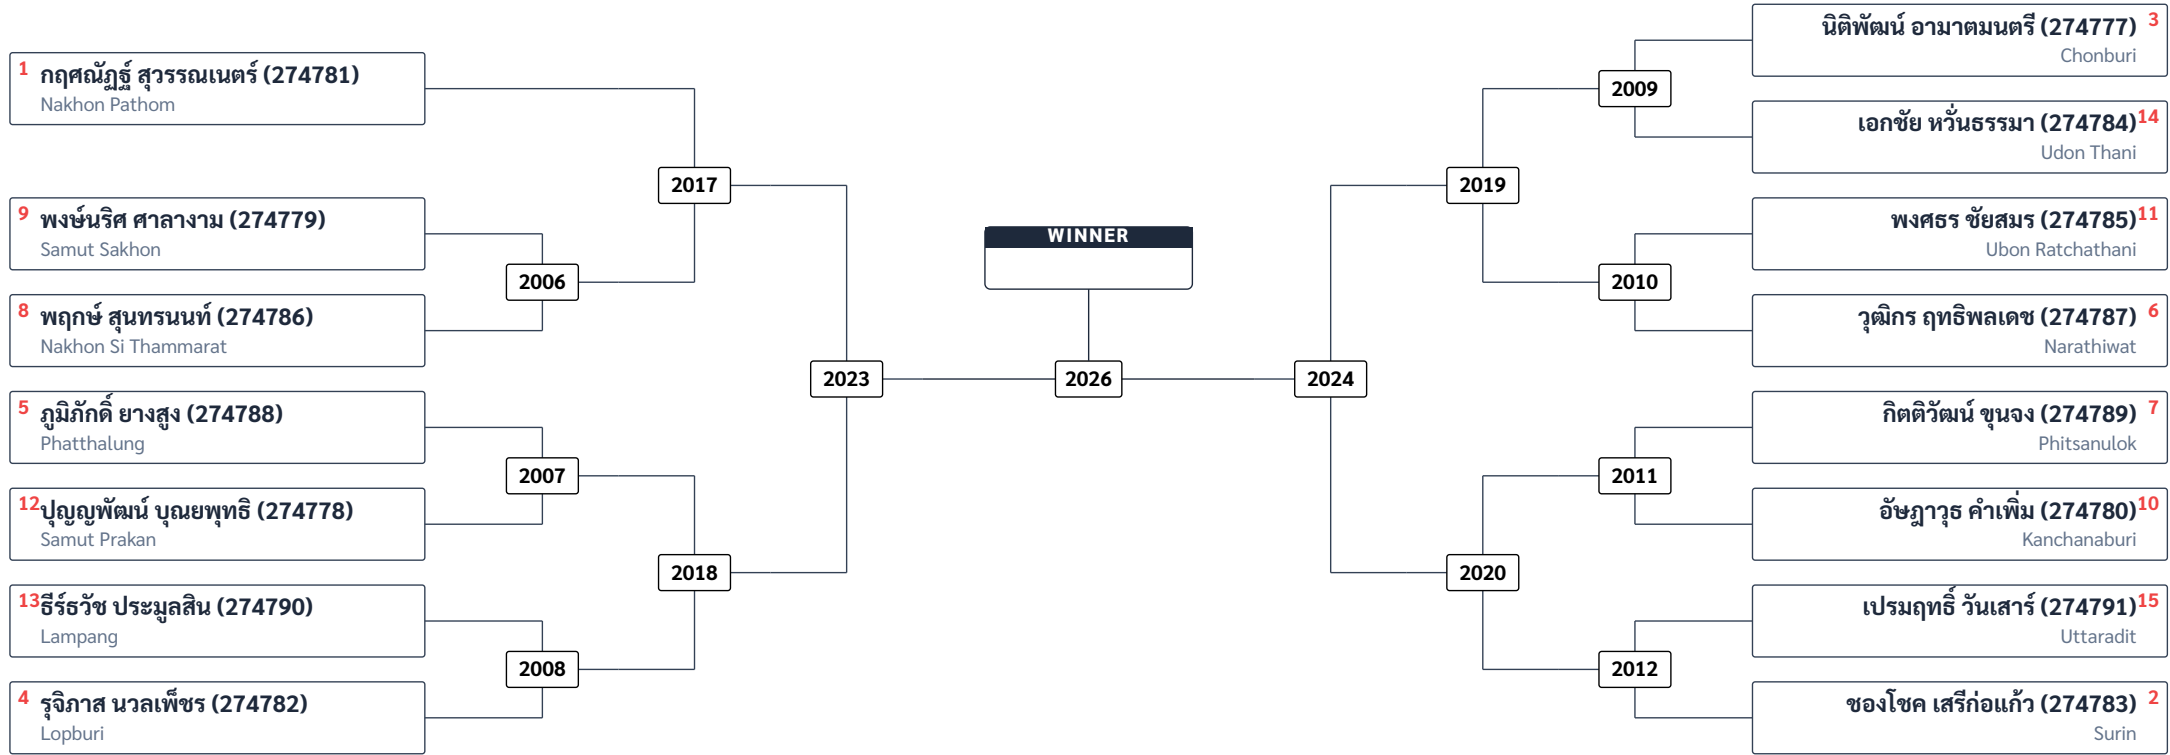 1 กฤศณัฏฐ์ สุวรรณเนตร์ (274781)
Nakhon Pathom
9 พงษ์นริศ ศาลางาม (274779)
Samut Sakhon
8 พฤกษ์ สุนทรนนท์ (274786)
Nakhon Si Thammarat
5 ภูมิภักดิ์ ยางสูง (274788)
Phatthalung
12 ปุญญพัฒน์ บุณยพุทธิ (274778)
Samut Prakan
13 ธีร์ธวัช ประมูลสิน (274790)
Lampang
4 รุจิภาส นวลเพ็ชร (274782)
Lopburi
2006
2007
2008
2017
2018
2023
WINNER
2026
2024
2019
2020
2009
2010
2011
2012
นิติพัฒน์ อามาตมนตรี (274777) 3
Chonburi
เอกชัย หวั่นธรรมา (274784) 14
Udon Thani
พงศธร ชัยสมร (274785) 11
Ubon Ratchathani
วุฒิกร ฤทธิพลเดช (274787) 6
Narathiwat
กิตติวัฒน์ ขุนจง (274789) 7
Phitsanulok
อัษฎาวุธ คำเพิ่ม (274780) 10
Kanchanaburi
เปรมฤทธิ์ วันเสาร์ (274791) 15
Uttaradit
ชองโชค เสรีก่อแก้ว (274783) 2
Surin